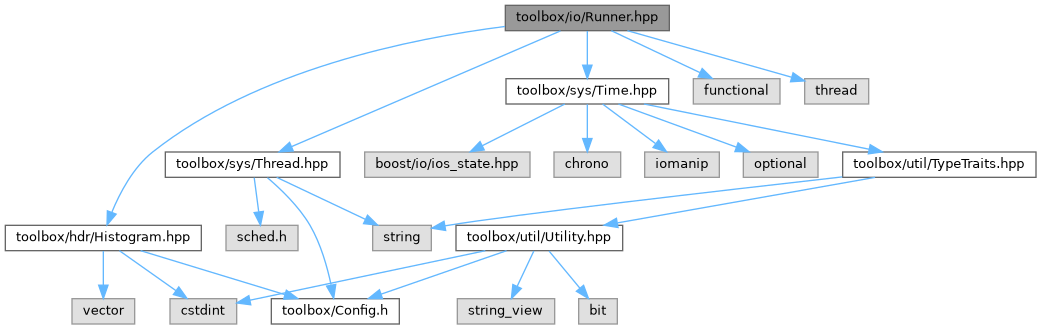 toolbox/io/Runner.hpp
toolbox/sys/Time.hpp
functional
thread
toolbox/sys/Thread.hpp
boost/io/ios_state.hpp
chrono
iomanip
optional
toolbox/util/TypeTraits.hpp
toolbox/hdr/Histogram.hpp
sched.h
string
toolbox/util/Utility.hpp
vector
cstdint
toolbox/Config.h
string_view
bit